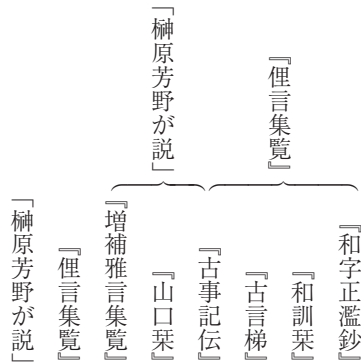 『俚言集覧』
「榊原芳野が説」
『和字正濫鈔』
『和訓栞』
『古言梯』
『古事記伝』
『山口栞』
『増補雅言集覧』
『俚言集覧』
「榊原芳野が説」